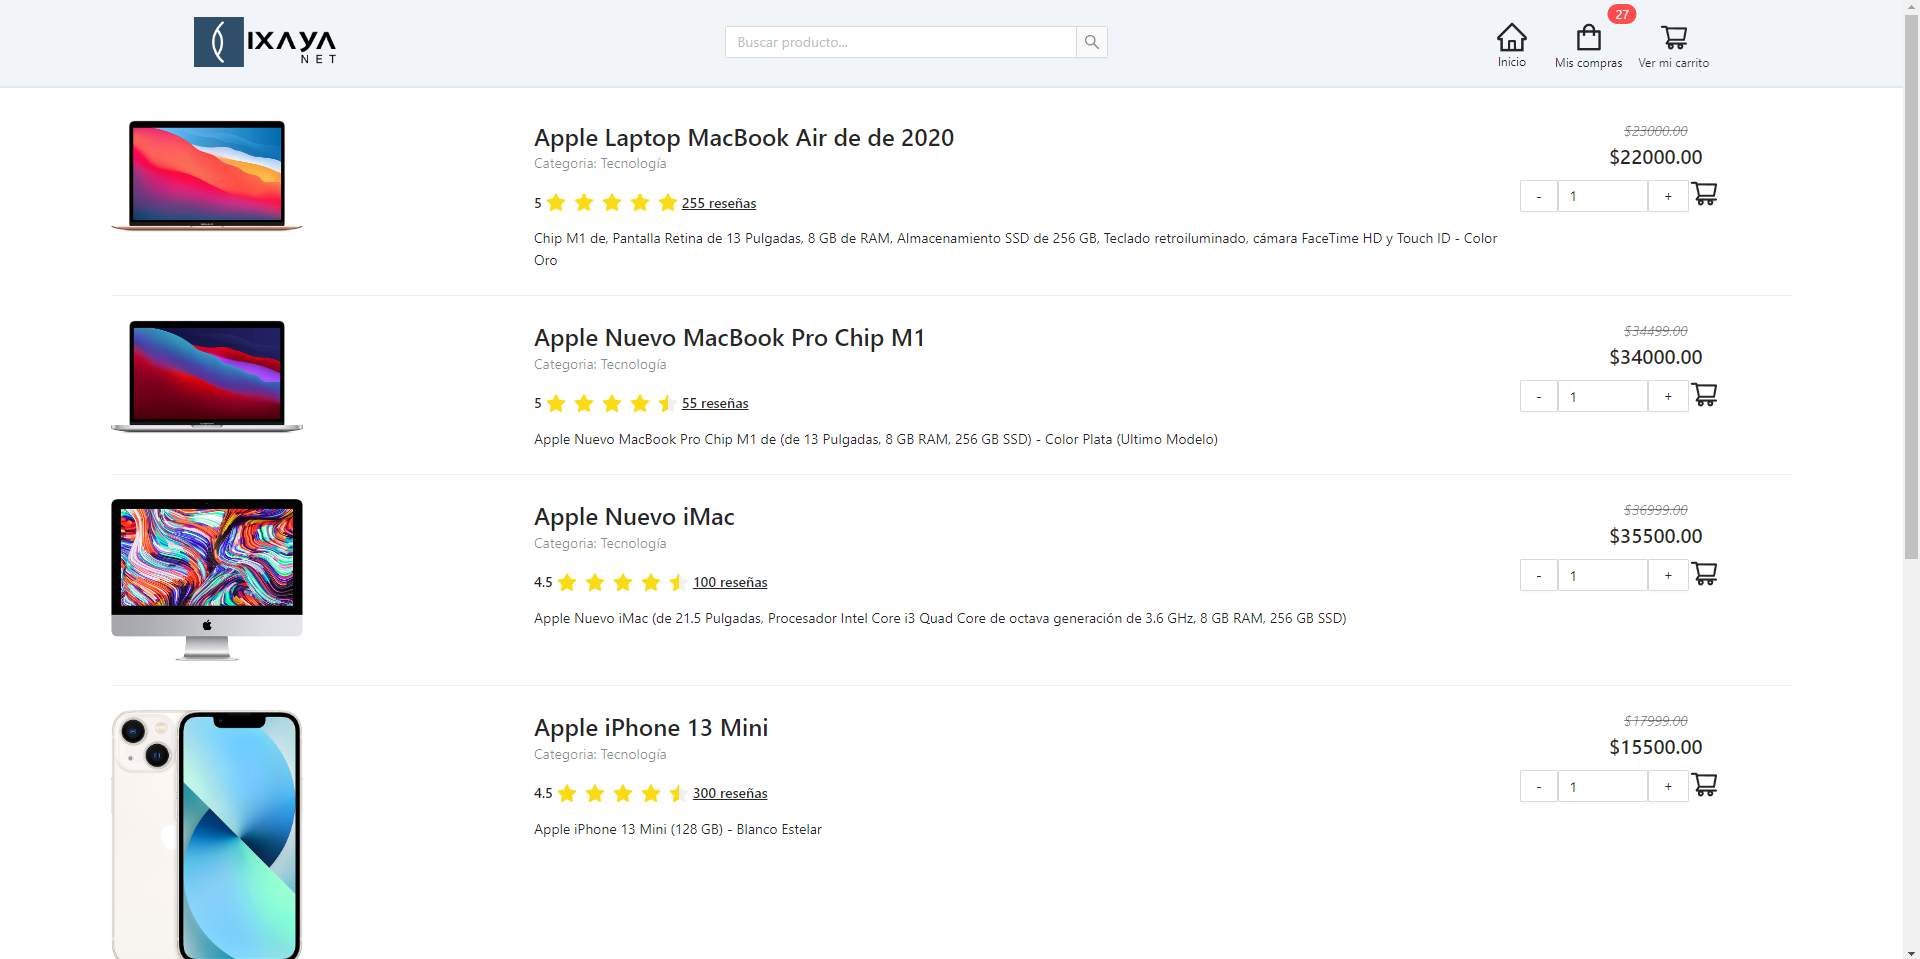 IXAYA
NET
Buscar producto...
Inicio
27
Mis compras
Ver mi carrito
Apple Laptop MacBook Air de de 2020
Categoria: Tecnología
5 255 reseñas
Chip M1 de, Pantalla Retina de 13 Pulgadas, 8 GB de RAM, Almacenamiento SSD de 256 GB, Teclado retroiluminado, cámara FaceTime HD y Touch ID - Color
Oro
$23000.00
$22000.00
- 1 +
Apple Nuevo MacBook Pro Chip M1
Categoria: Tecnología
5 55 reseñas
Apple Nuevo MacBook Pro Chip M1 de (de 13 Pulgadas, 8 GB RAM, 256 GB SSD) - Color Plata (Ultimo Modelo)
$34499.00
$34000.00
- 1 +
Apple Nuevo iMac
Categoria: Tecnología
4.5 100 reseñas
Apple Nuevo iMac (de 21.5 Pulgadas, Procesador Intel Core i3 Quad Core de octava generación de 3.6 GHz, 8 GB RAM, 256 GB SSD)
$36999.00
$35500.00
- 1 +
Apple iPhone 13 Mini
Categoria: Tecnología
4.5 300 reseñas
Apple iPhone 13 Mini (128 GB) - Blanco Estelar
$17999.00
$15500.00
- 1 +